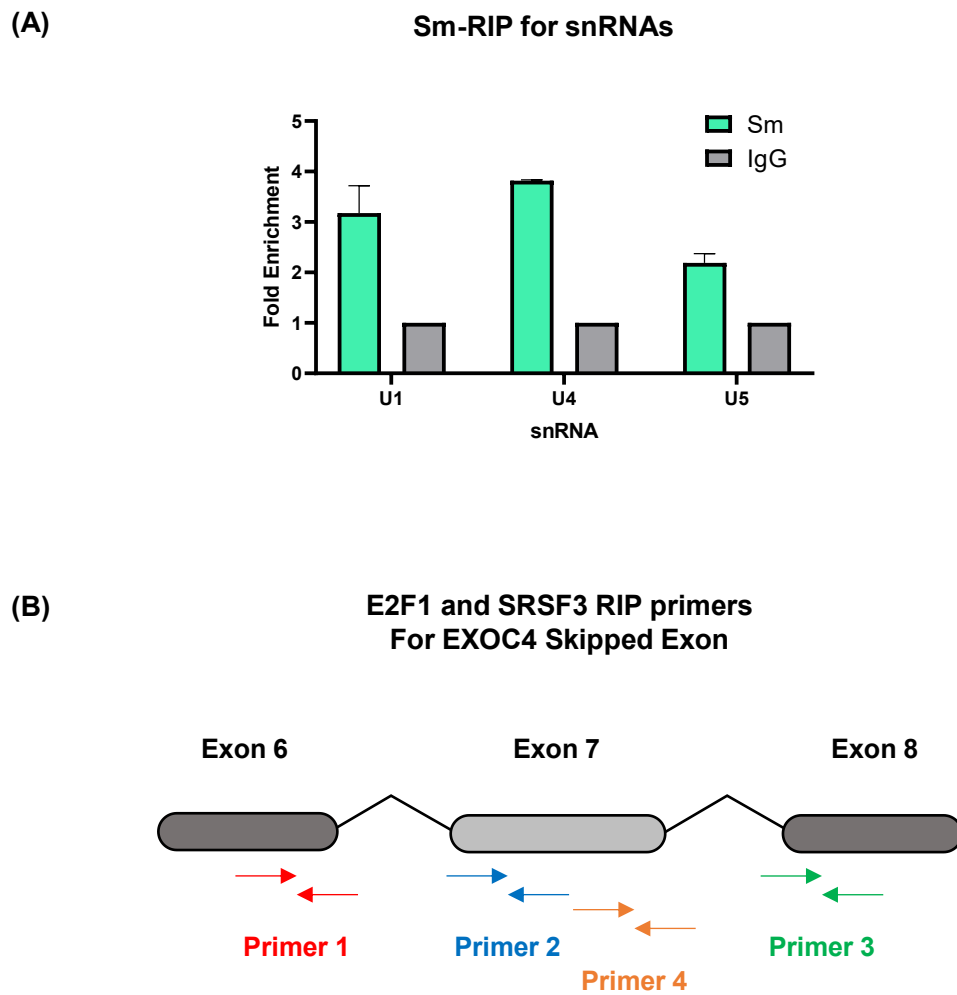 (A)
Sm-RIP for snRNAs
Sm
IgG
Fold Enrichment
5
4
3
2
1
0
U1 U4 U5
snRNA
(B)
E2F1 and SRSF3 RIP primers
For EXOC4 Skipped Exon
Exon 6 Exon 7 Exon 8
Primer 1 Primer 2 Primer 3
Primer 4